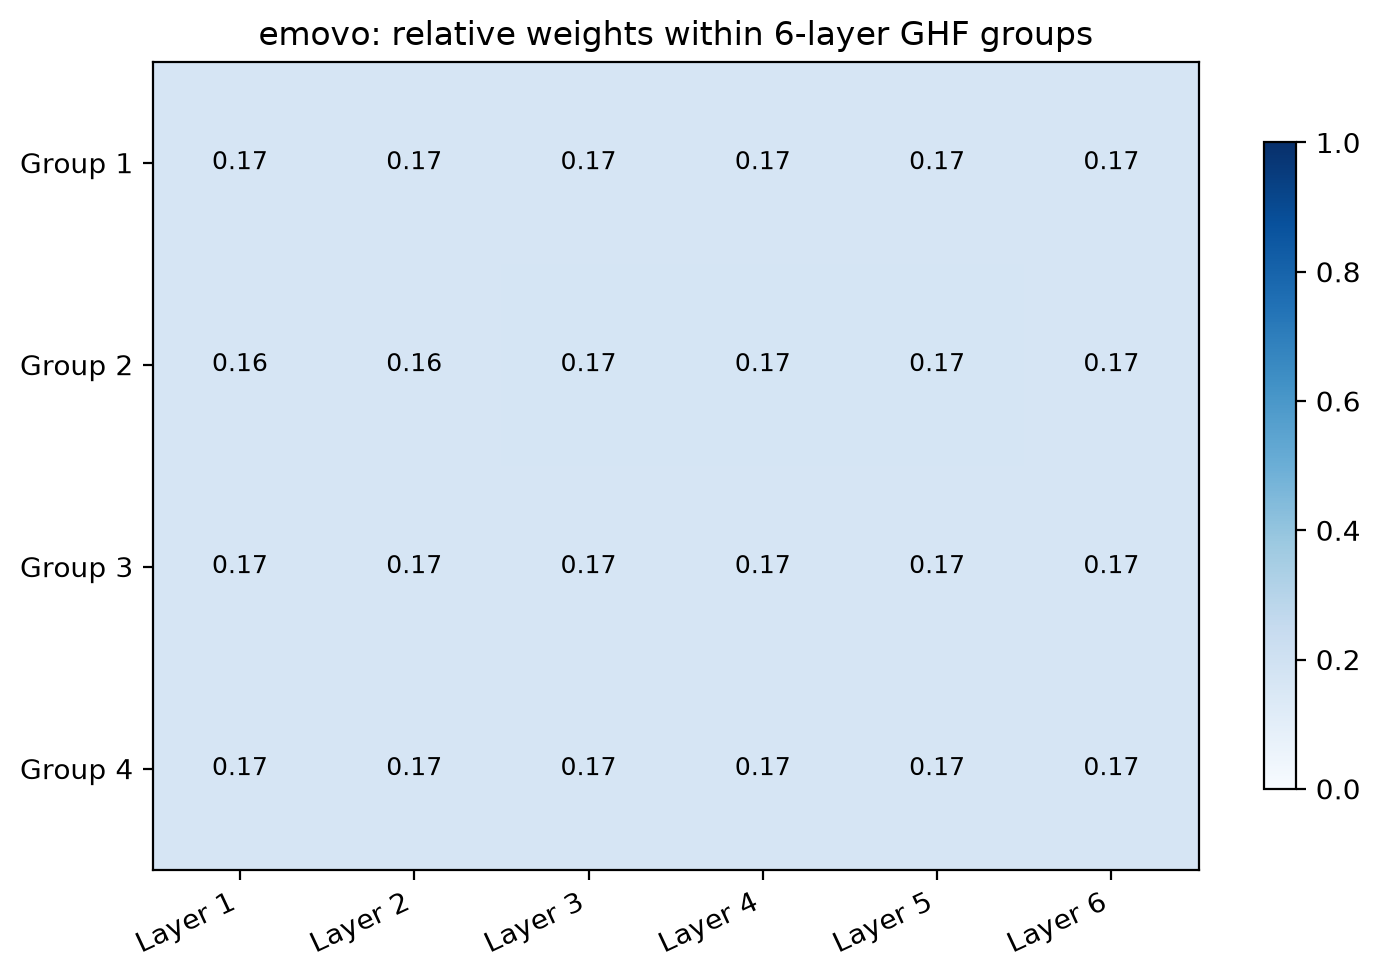 emovo: relative weights within 6-layer GHF groups
Group 1 0.17 0.17 0.17 0.17 0.17 0.17
Group 2 0.16 0.16 0.17 0.17 0.17 0.17
Group 3 0.17 0.17 0.17 0.17 0.17 0.17
Group 4 0.17 0.17 0.17 0.17 0.17 0.17
Layer 1 Layer 2 Layer 3 Layer 4 Layer 5 Layer 6
1.0
0.8
0.6
0.4
0.2
0.0